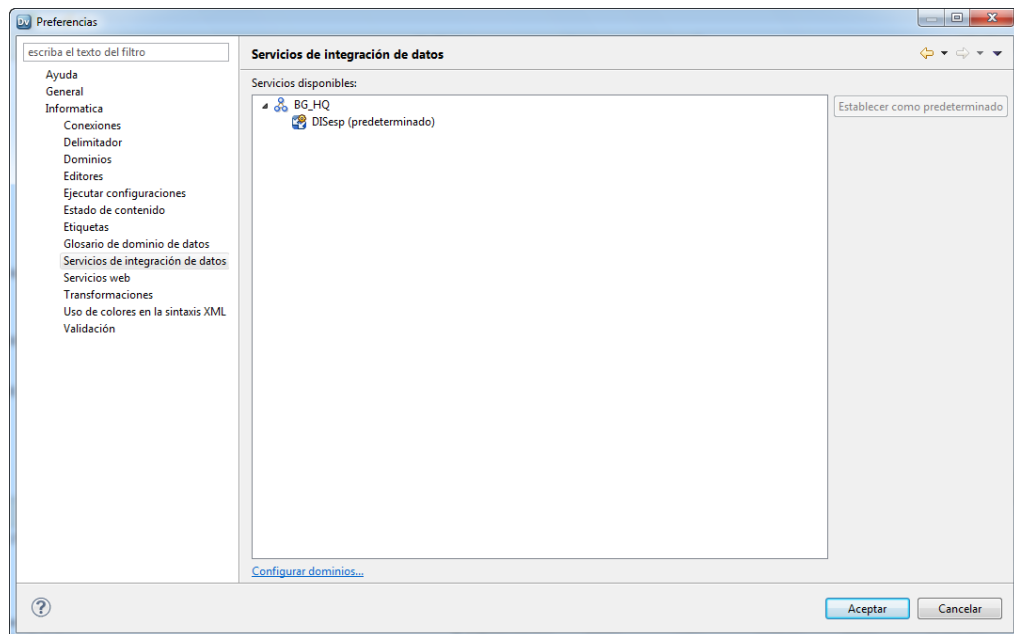 Dv Preferencias
escriba el texto del filtro
Ayuda
General
Informatica
Conexiones
Delimitador
Dominios
Editores
Ejecutar configuraciones
Estado de contenido
Etiquetas
Glosario de dominio de datos
Servicios de integración de datos
Servicios web
Transformaciones
Uso de colores en la sintaxis XML
Validación
Servicios de integración de datos
Servicios disponibles:
BG_HQ
DISesp (predeterminado)
Establecer como predeterminado
Configurar dominios...
?
Aceptar
Cancelar